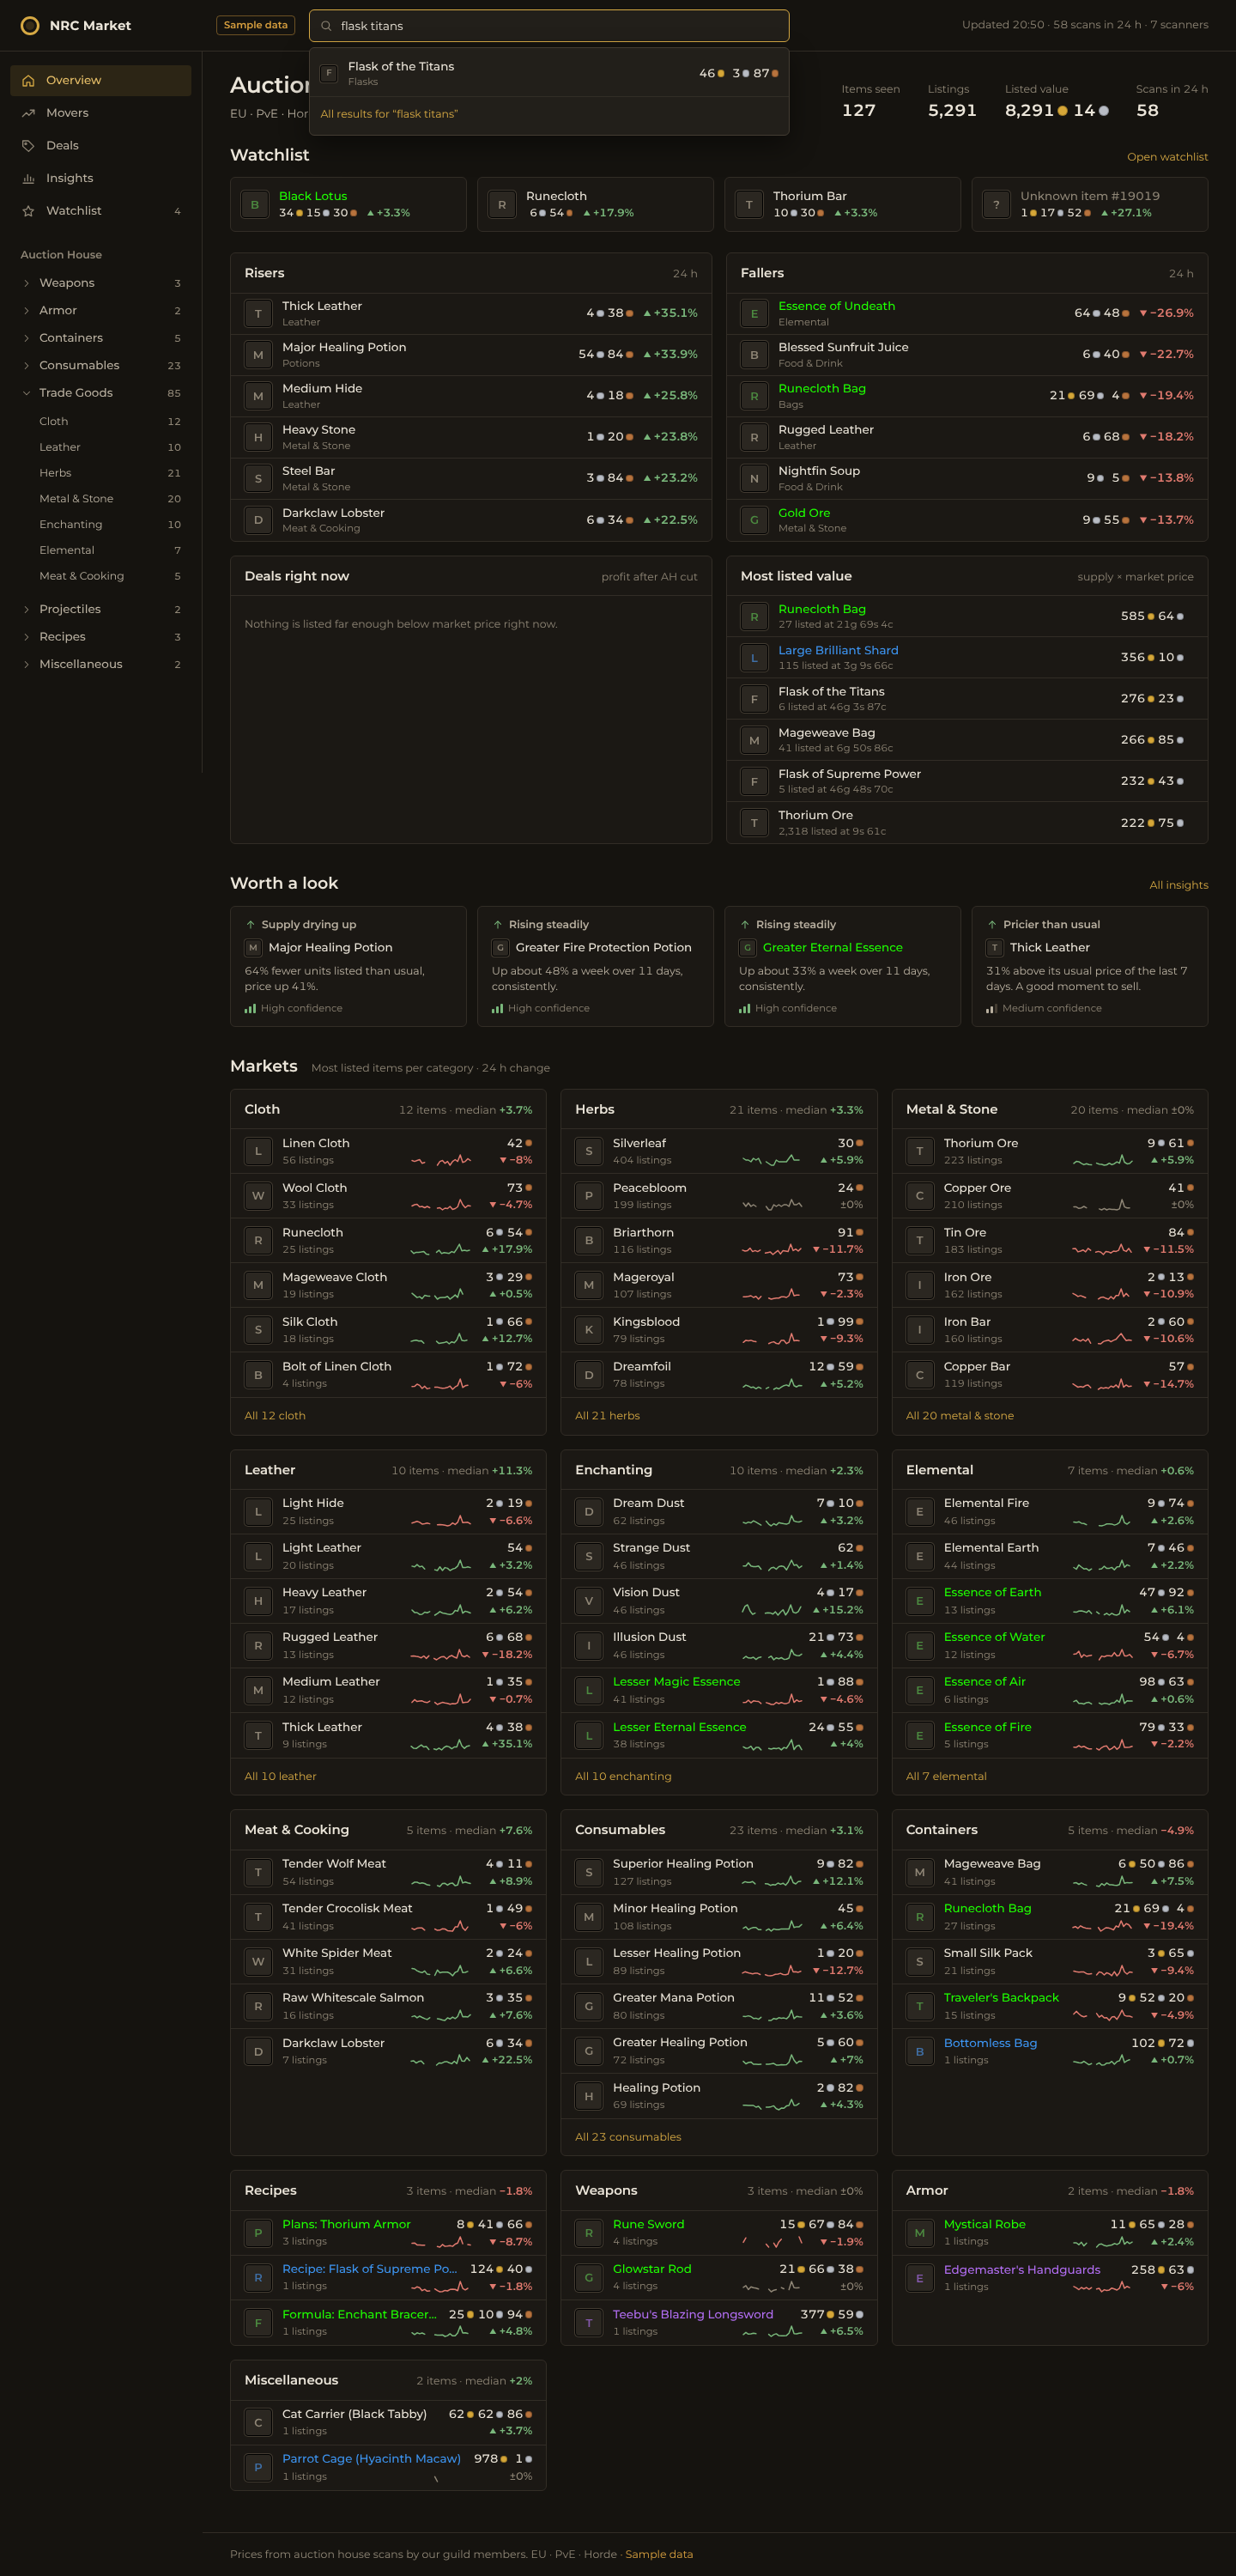 NRC Market
Sample data
flask titans
Updated 20:50 · 58 scans in 24 h · 7 scanners
F
Flask of the Titans
Flasks
46 3 87
All results for "flask titans"
Overview
Movers
Deals
Insights
Watchlist 4
Auction House
Weapons 3
Armor 2
Containers 5
Consumables 23
Trade Goods 85
Cloth 12
Leather 10
Herbs 21
Metal & Stone 20
Enchanting 10
Elemental 7
Meat & Cooking 5
Projectiles 2
Recipes 3
Miscellaneous 2
Auction
EU · PvE · Hor
Items seen
127
Listings
5,291
Listed value
8,291 14
Scans in 24 h
58
Watchlist
Open watchlist
B
Black Lotus
34 15 30 +3.3%
R
Runecloth
6 54 +17.9%
T
Thorium Bar
10 30 +3.3%
?
Unknown item #19019
1 17 52 +27.1%
Risers 24 h
T
Thick Leather
Leather
4 38 +35.1%
M
Major Healing Potion
Potions
54 84 +33.9%
M
Medium Hide
Leather
4 18 +25.8%
H
Heavy Stone
Metal & Stone
1 20 +23.8%
S
Steel Bar
Metal & Stone
3 84 +23.2%
D
Darkclaw Lobster
Meat & Cooking
6 34 +22.5%
Fallers 24 h
E
Essence of Undeath
Elemental
64 48 −26.9%
B
Blessed Sunfruit Juice
Food & Drink
6 40 −22.7%
R
Runecloth Bag
Bags
21 69 4 −19.4%
R
Rugged Leather
Leather
6 68 −18.2%
N
Nightfin Soup
Food & Drink
9 5 −13.8%
G
Gold Ore
Metal & Stone
9 55 −13.7%
Deals right now profit after AH cut
Nothing is listed far enough below market price right now.
Most listed value supply × market price
R
Runecloth Bag
27 listed at 21g 69s 4c
585 64
L
Large Brilliant Shard
115 listed at 3g 9s 66c
356 10
F
Flask of the Titans
6 listed at 46g 3s 87c
276 23
M
Mageweave Bag
41 listed at 6g 50s 86c
266 85
F
Flask of Supreme Power
5 listed at 46g 48s 70c
232 43
T
Thorium Ore
2,318 listed at 9s 61c
222 75
Worth a look
All insights
Supply drying up
M Major Healing Potion
64% fewer units listed than usual,
price up 41%.
High confidence
Rising steadily
G Greater Fire Protection Potion
Up about 48% a week over 11 days,
consistently.
High confidence
Rising steadily
G Greater Eternal Essence
Up about 33% a week over 11 days,
consistently.
High confidence
Pricier than usual
T Thick Leather
31% above its usual price of the last 7
days. A good moment to sell.
Medium confidence
Markets Most listed items per category · 24 h change
Cloth 12 items · median +3.7%
L
Linen Cloth 42
56 listings −8%
W
Wool Cloth 73
33 listings −4.7%
R
Runecloth 6 54
25 listings +17.9%
M
Mageweave Cloth 3 29
19 listings +0.5%
S
Silk Cloth 1 66
18 listings +12.7%
B
Bolt of Linen Cloth 1 72
4 listings −6%
All 12 cloth
Herbs 21 items · median +3.3%
S
Silverleaf 30
404 listings +5.9%
P
Peacebloom 24
199 listings ±0%
B
Briarthorn 91
116 listings −11.7%
M
Mageroyal 73
107 listings −2.3%
K
Kingsblood 1 99
79 listings −9.3%
D
Dreamfoil 12 59
78 listings +5.2%
All 21 herbs
Metal & Stone 20 items · median ±0%
T
Thorium Ore 9 61
223 listings +5.9%
C
Copper Ore 41
210 listings ±0%
T
Tin Ore 84
183 listings −11.5%
I
Iron Ore 2 13
162 listings −10.9%
I
Iron Bar 2 60
160 listings −10.6%
C
Copper Bar 57
119 listings −14.7%
All 20 metal & stone
Leather 10 items · median +11.3%
L
Light Hide 2 19
25 listings −6.6%
L
Light Leather 54
20 listings +3.2%
H
Heavy Leather 2 54
17 listings +6.2%
R
Rugged Leather 6 68
13 listings −18.2%
M
Medium Leather 1 35
12 listings −0.7%
T
Thick Leather 4 38
9 listings +35.1%
All 10 leather
Enchanting 10 items · median +2.3%
D
Dream Dust 7 10
62 listings +3.2%
S
Strange Dust 62
46 listings +1.4%
V
Vision Dust 4 17
46 listings +15.2%
I
Illusion Dust 21 73
46 listings +4.4%
L
Lesser Magic Essence 1 88
41 listings −4.6%
L
Lesser Eternal Essence 24 55
38 listings +4%
All 10 enchanting
Elemental 7 items · median +0.6%
E
Elemental Fire 9 74
46 listings +2.6%
E
Elemental Earth 7 46
44 listings +2.2%
E
Essence of Earth 47 92
13 listings +6.1%
E
Essence of Water 54 4
12 listings −6.7%
E
Essence of Air 98 63
6 listings +0.6%
E
Essence of Fire 79 33
5 listings −2.2%
All 7 elemental
Meat & Cooking 5 items · median +7.6%
T
Tender Wolf Meat 4 11
54 listings +8.9%
T
Tender Crocolisk Meat 1 49
41 listings −6%
W
White Spider Meat 2 24
31 listings +6.6%
R
Raw Whitescale Salmon 3 35
16 listings +7.6%
D
Darkclaw Lobster 6 34
7 listings +22.5%
Consumables 23 items · median +3.1%
S
Superior Healing Potion 9 82
127 listings +12.1%
M
Minor Healing Potion 45
108 listings +6.4%
L
Lesser Healing Potion 1 20
89 listings −12.7%
G
Greater Mana Potion 11 52
80 listings +3.6%
G
Greater Healing Potion 5 60
72 listings +7%
H
Healing Potion 2 82
69 listings +4.3%
All 23 consumables
Containers 5 items · median −4.9%
M
Mageweave Bag 6 50 86
41 listings +7.5%
R
Runecloth Bag 21 69 4
27 listings −19.4%
S
Small Silk Pack 3 65
21 listings −9.4%
T
Traveler's Backpack 9 52 20
15 listings −4.9%
B
Bottomless Bag 102 72
1 listings +0.7%
Recipes 3 items · median −1.8%
P
Plans: Thorium Armor 8 41 66
3 listings −8.7%
R
Recipe: Flask of Supreme Po... 124 40
1 listings −1.8%
F
Formula: Enchant Bracer... 25 10 94
1 listings +4.8%
Weapons 3 items · median ±0%
R
Rune Sword 15 67 84
4 listings −1.9%
G
Glowstar Rod 21 66 38
4 listings ±0%
T
Teebu's Blazing Longsword 377 59
1 listings +6.5%
Armor 2 items · median −1.8%
M
Mystical Robe 11 65 28
1 listings +2.4%
E
Edgemaster's Handguards 258 63
1 listings −6%
Miscellaneous 2 items · median +2%
C
Cat Carrier (Black Tabby) 62 62 86
1 listings +3.7%
P
Parrot Cage (Hyacinth Macaw) 978 1
1 listings ±0%
Prices from auction house scans by our guild members. EU · PvE · Horde · Sample data